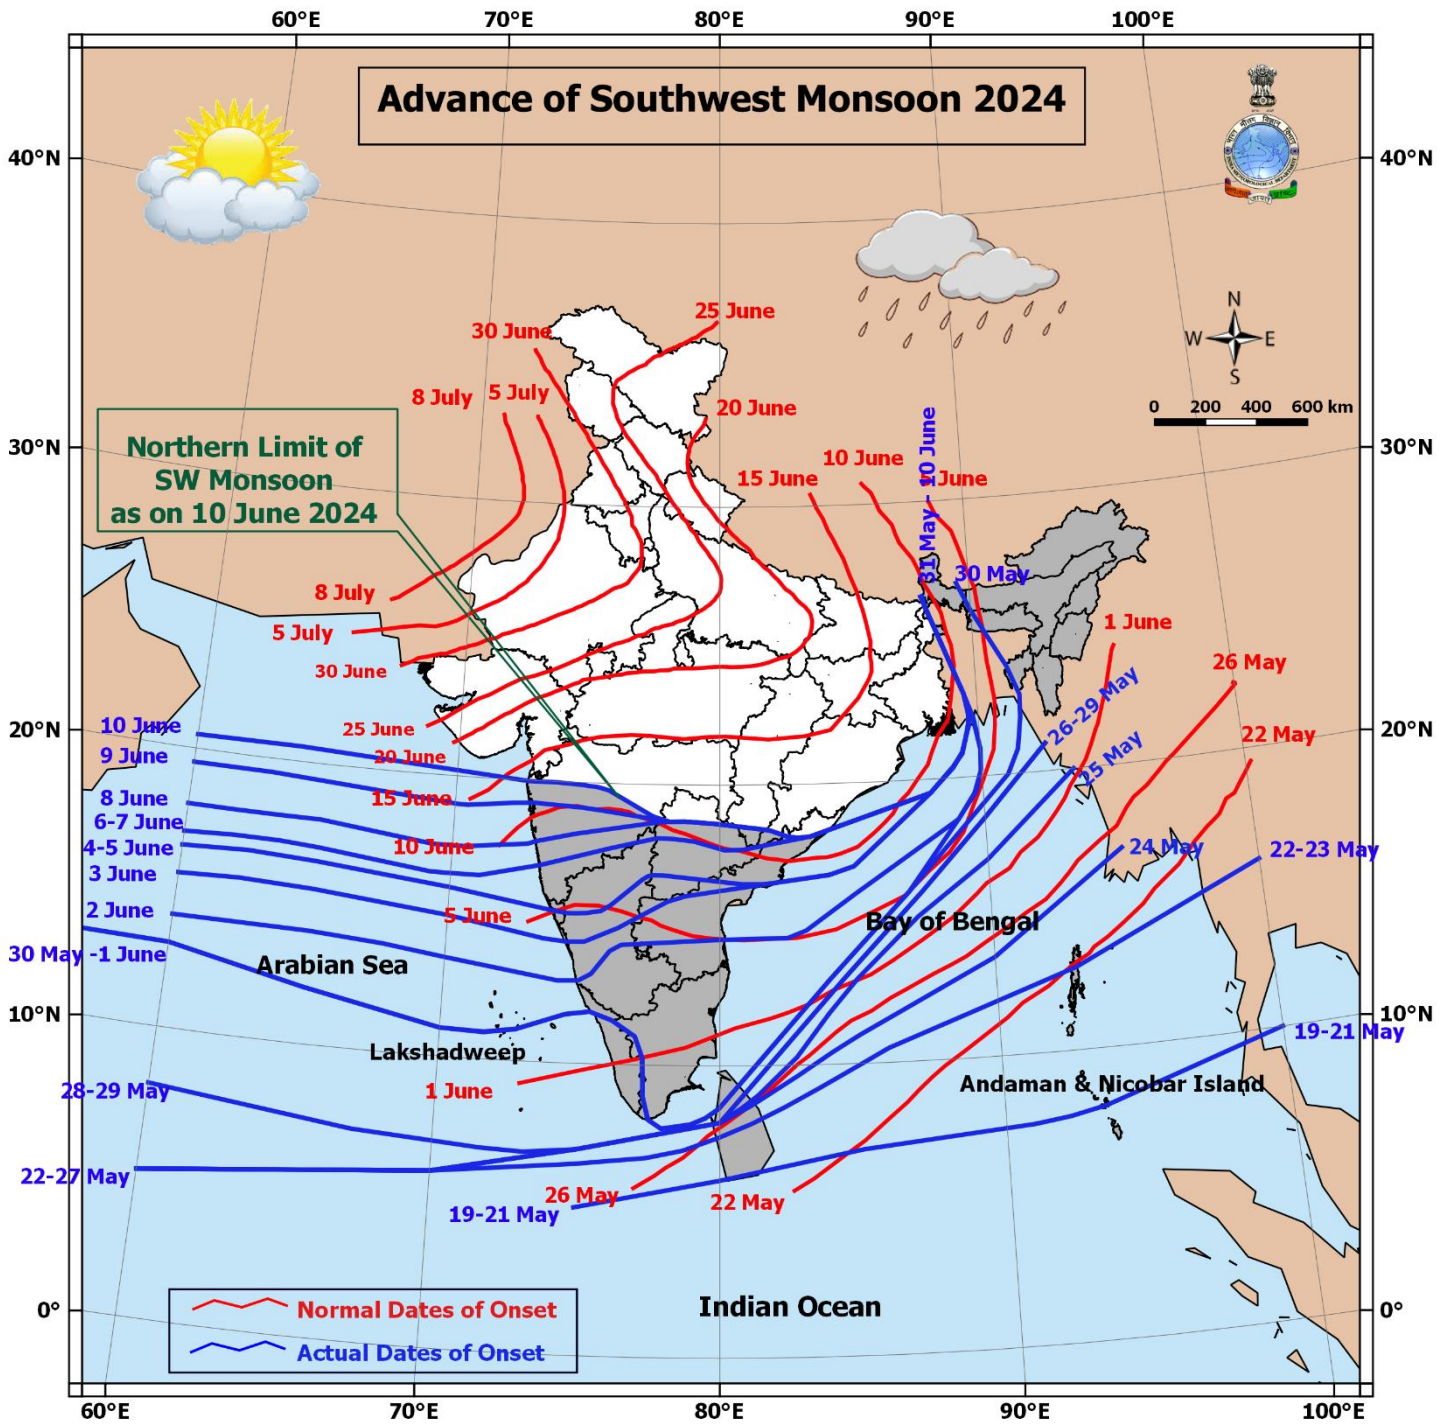 60°E 70°E 80°E 90°E 100°E
Advance of Southwest Monsoon 2024
40°N 40°N
N
W E
S
25 June
30 June
8 July 5 July
20 June
0 200 400 600 km
31 May - 10 June
Northern Limit of
SW Monsoon
as on 10 June 2024
30°N 30°N
10 June
15 June
June
30 May
8 July
5 July
1 June
30 June
26 May
26-29 May
25 June
22 May
20°N 20°N
10 June
9 June
20 June
25 May
8 June
15 June
6-7 June
4-5 June
10 June
24 May
22-23 May
3 June
2 June
5 June
Bay of Bengal
30 May -1 June
Arabian Sea
10°N 10°N
19-21 May
Lakshadweep
28-29 May
1 June
Andaman & Nicobar Island
22-27 May
26 May
22 May
19-21 May
0° 0°
Normal Dates of Onset
Indian Ocean
Actual Dates of Onset
60°E 70°E 80°E 90°E 100°E